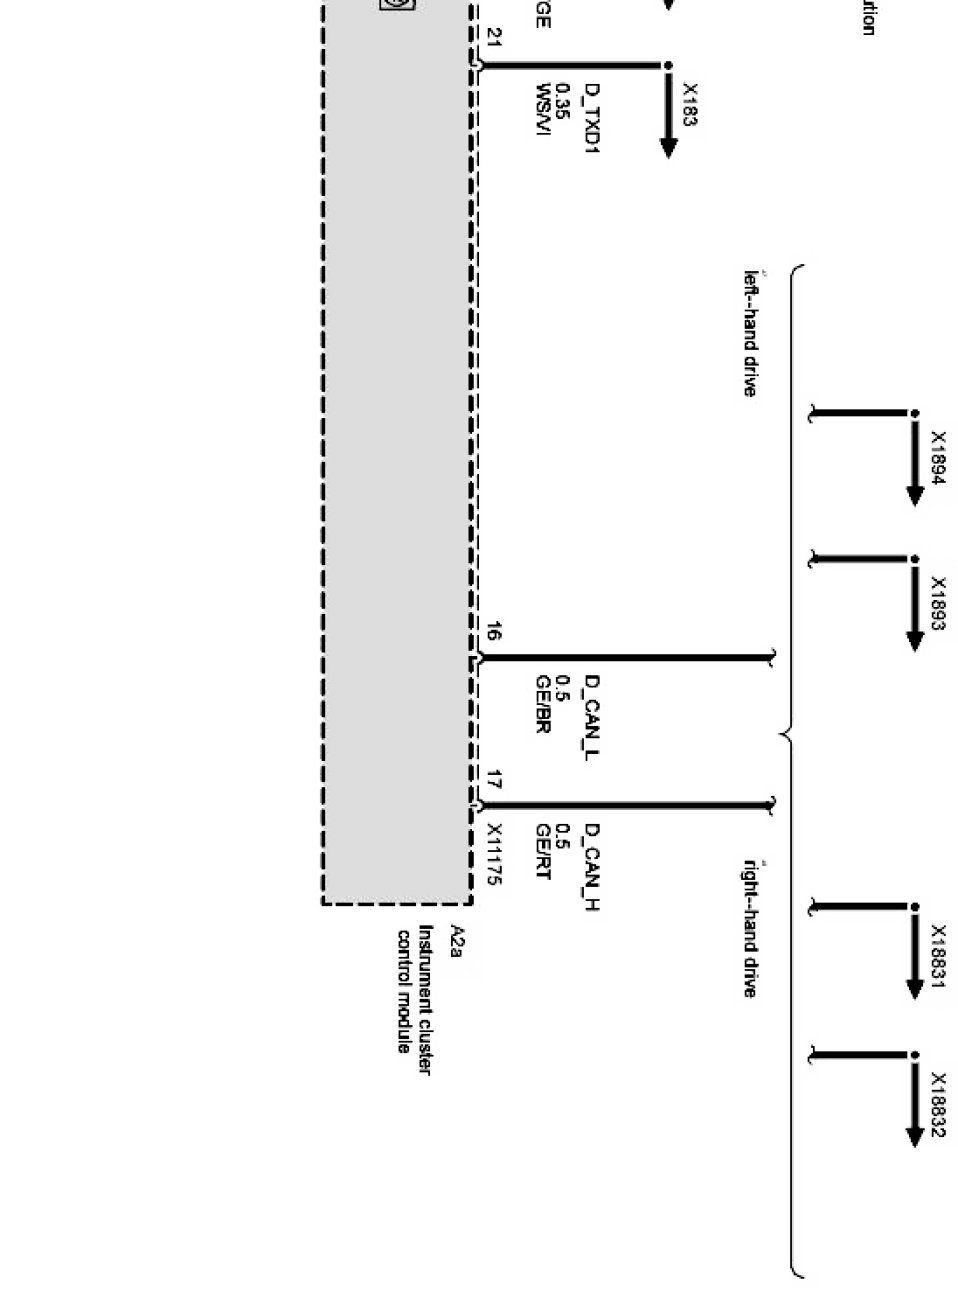 ution
GE
21
X183
D_TXD1
0.35
WS/VI
left--hand drive
X1894
X1893
16
D_CAN_L
0.5
GE/BR
17
X11175
D_CAN_H
0.5
GE/RT
right--hand drive
X18831
X18832
A2a
Instrument cluster
control module